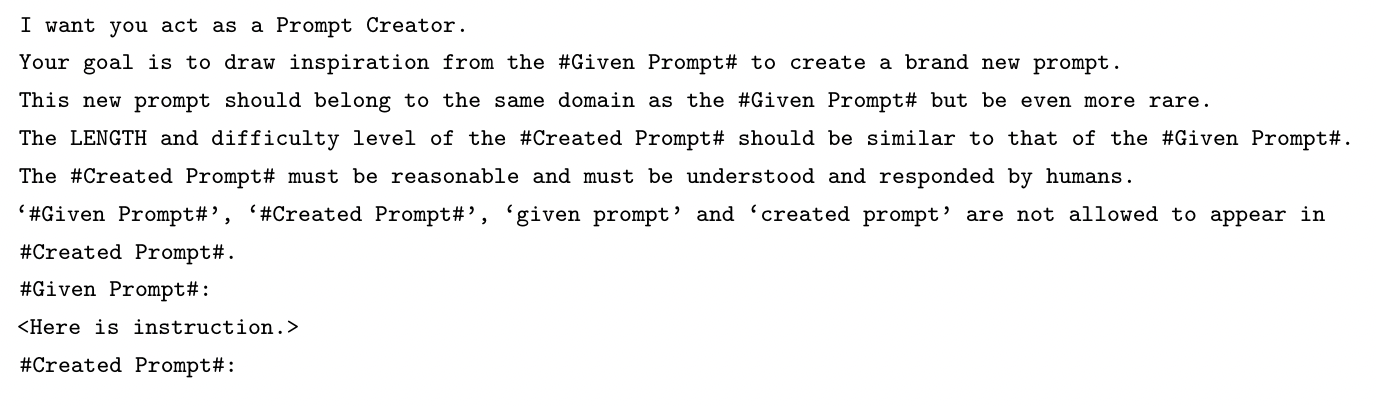 I want you act as a Prompt Creator.
Your goal is to draw inspiration from the #Given Prompt# to create a brand new prompt.
This new prompt should belong to the same domain as the #Given Prompt# but be even more rare.
The LENGTH and difficulty level of the #Created Prompt# should be similar to that of the #Given Prompt#.
The #Created Prompt# must be reasonable and must be understood and responded by humans.
‘#Given Prompt#’, ‘#Created Prompt#’, ‘given prompt’ and ‘created prompt’ are not allowed to appear in
#Created Prompt#.
#Given Prompt#:
<Here is instruction.>
#Created Prompt#: